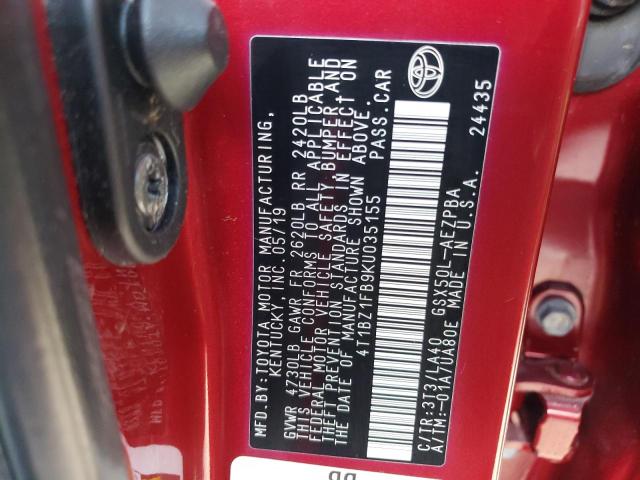 MFD.BY:TOYOTA MOTOR MANUFACTURING,
KENTUCKY, INC. 05/19
GVWR 4730LB GAWR FR 2620LB RR 2420LB
THIS VEHICLE CONFORMS TO ALL APPLICABLE
FEDERAL MOTOR VEHICLE SAFETY, BUMPER AND
THEFT PREVENTION STANDARDS IN EFFECT ON
DATE OF MANUFACTURE SHOWN ABOVE.
4T1BZ1FB9KU035155 PASS.CAR
C/TR:3T3/LA40 GSX50L-AEZPBA
A/TM:-01A/UA80E MADE IN U.S.A.
24435